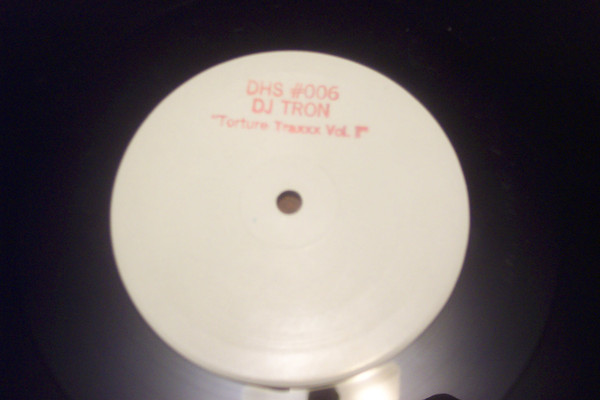 DHS #006
DJ TRON
"Torture Traxxx Vol. II"